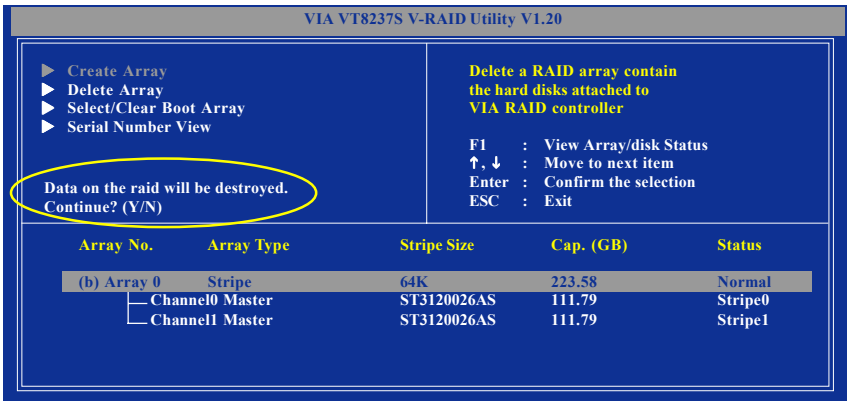 VIA VT8237S V-RAID Utility V1.20
Create Array
Delete Array
Select/Clear Boot Array
Serial Number View
Data on the raid will be destroyed.
Continue? (Y/N)
Delete a RAID array contain
the hard disks attached to
VIA RAID controller
F1 : View Array/disk Status
↑, ↓ : Move to next item
Enter : Confirm the selection
ESC : Exit
Array No. Array Type Stripe Size Cap. (GB) Status
(b) Array 0 Stripe 64K 223.58 Normal
Channel0 Master ST3120026AS 111.79 Stripe0
Channel1 Master ST3120026AS 111.79 Stripe1